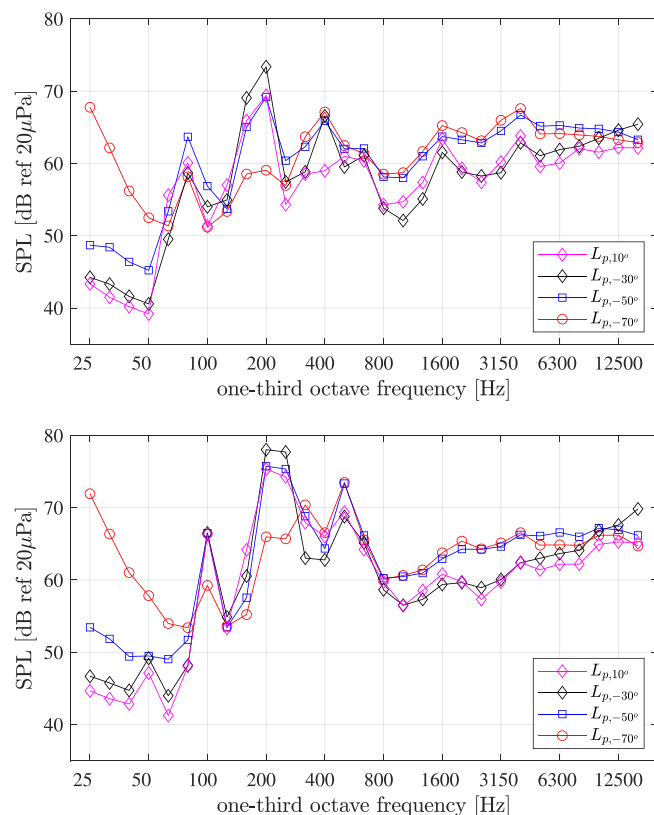 80
70
60
50
40
SPL [dB ref 20μPa]
L_{p,10°}
L_{p,−30°}
L_{p,−50°}
L_{p,−70°}
25 50 100 200 400 800 1600 3150 6300 12500
one-third octave frequency [Hz]
80
70
60
50
40
SPL [dB ref 20μPa]
L_{p,10°}
L_{p,−30°}
L_{p,−50°}
L_{p,−70°}
25 50 100 200 400 800 1600 3150 6300 12500
one-third octave frequency [Hz]